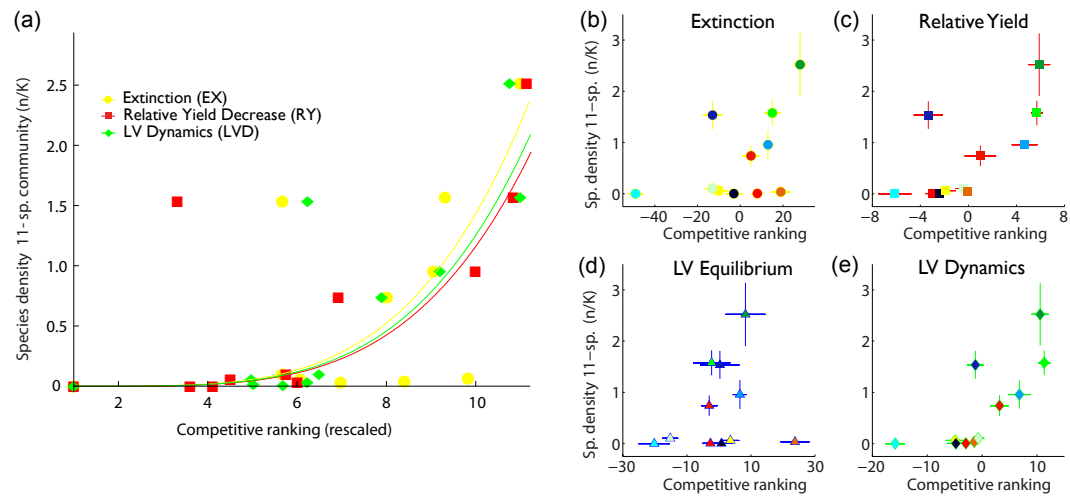 (a)
Species density 11-sp. community (n/K)
2.5
2.0
1.5
1.0
0.5
0
2
4
6
8
10
Competitive ranking (rescaled)
Extinction (EX)
Relative Yield Decrease (RY)
LV Dynamics (LVD)
(b)
Extinction
Sp. density 11-sp. (n/K)
3
2
1
0
-40
-20
0
20
Competitive ranking
(c)
Relative Yield
3
2
1
0
-8
-4
0
4
8
Competitive ranking
(d)
LV Equilibrium
Sp. density 11-sp. (n/K)
3
2
1
0
-30
-10
10
30
Competitive ranking
(e)
LV Dynamics
3
2
1
0
-20
-10
0
10
Competitive ranking